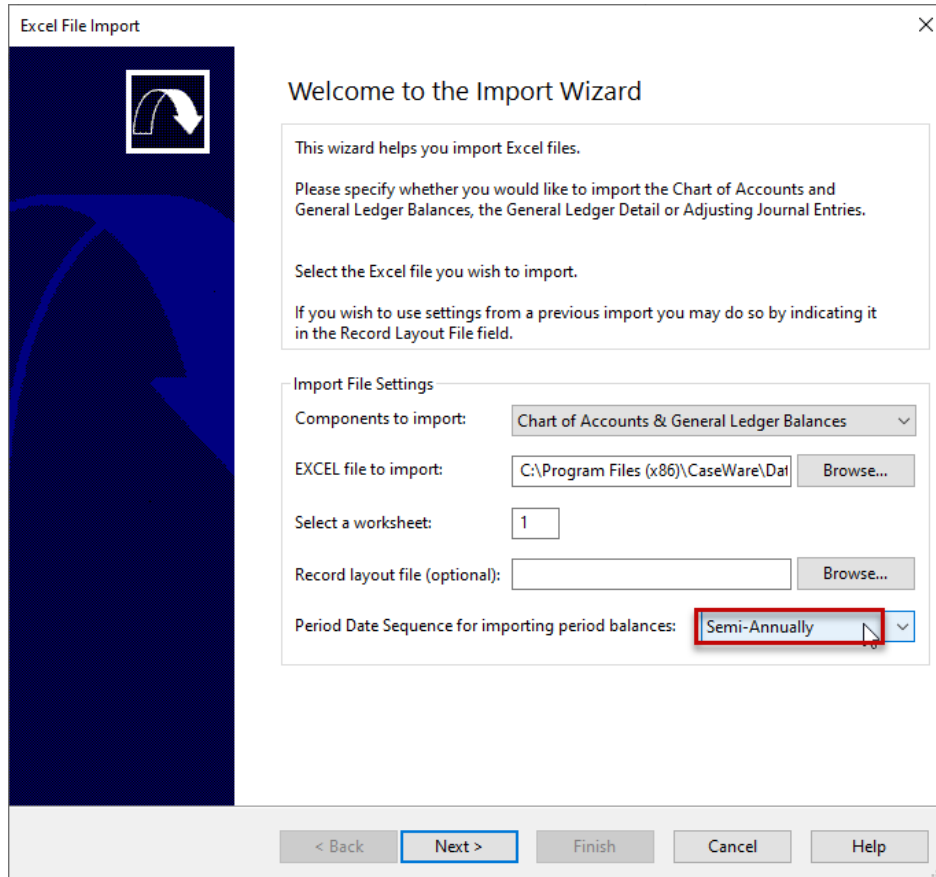 Excel File Import
Welcome to the Import Wizard
This wizard helps you import Excel files.
Please specify whether you would like to import the Chart of Accounts and
General Ledger Balances, the General Ledger Detail or Adjusting Journal Entries.
Select the Excel file you wish to import.
If you wish to use settings from a previous import you may do so by indicating it
in the Record Layout File field.
Import File Settings
Components to import: Chart of Accounts & General Ledger Balances
EXCEL file to import: C:\Program Files (x86)\CaseWare\Dat Browse...
Select a worksheet: 1
Record layout file (optional): Browse...
Period Date Sequence for importing period balances: Semi-Annually
< Back Next > Finish Cancel Help